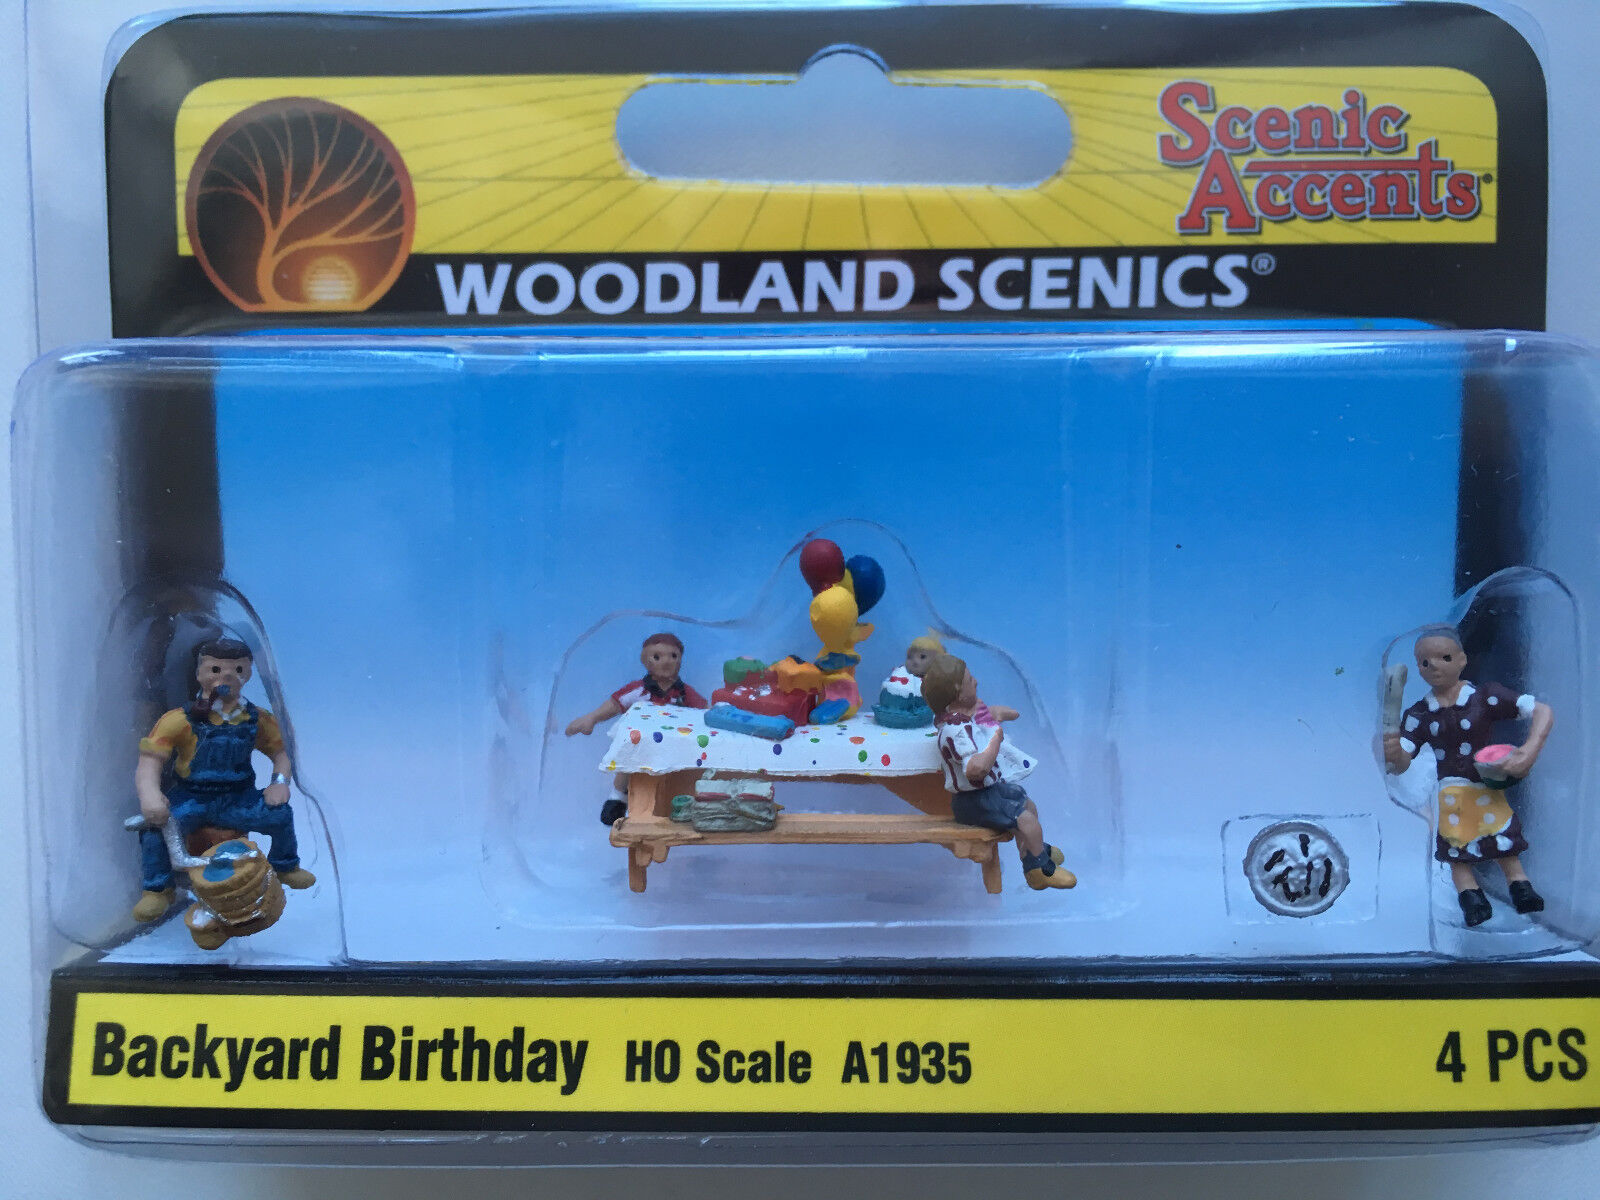 Scenic
Accents®
WOODLAND SCENICS®
Backyard Birthday HO Scale A1935 4 PCS